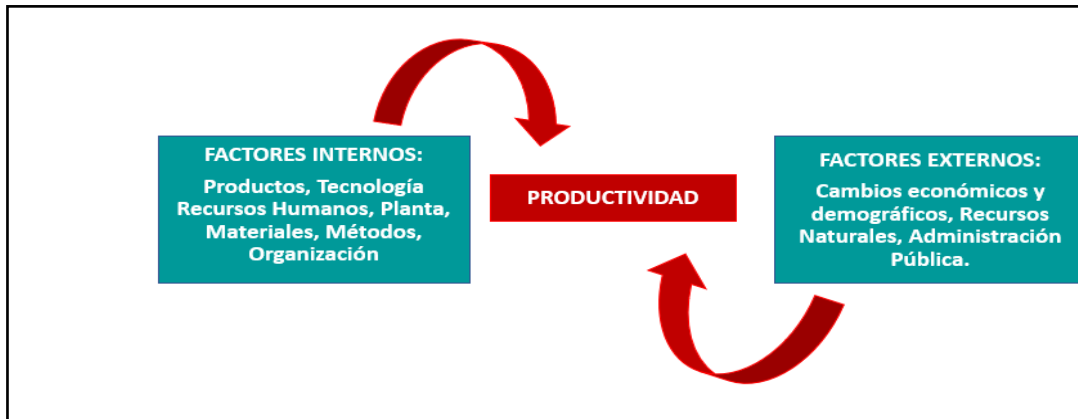 FACTORES INTERNOS:
Productos, Tecnología
Recursos Humanos, Planta,
Materiales, Métodos,
Organización
PRODUCTIVIDAD
FACTORES EXTERNOS:
Cambios económicos y
demográficos, Recursos
Naturales, Administración
Pública.